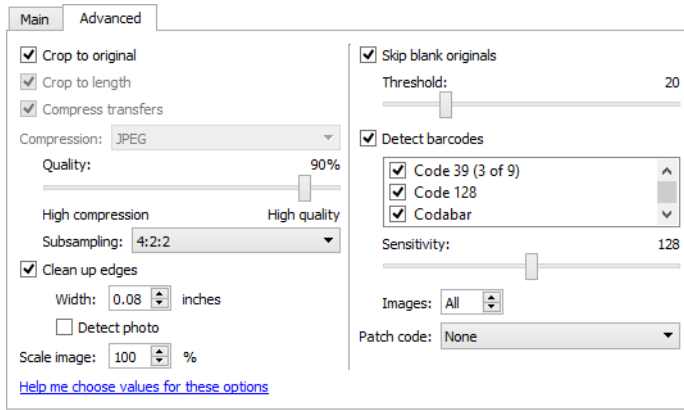 Main Advanced
Crop to original
Crop to length
Compress transfers
Compression: JPEG
Quality: 90%
High compression High quality
Subsampling: 4:2:2
Clean up edges
Width: 0.08 inches
Detect photo
Scale image: 100 %
Help me choose values for these options
Skip blank originals
Threshold: 20
Detect barcodes
Code 39 (3 of 9)
Code 128
Codabar
Sensitivity: 128
Images: All
Patch code: None